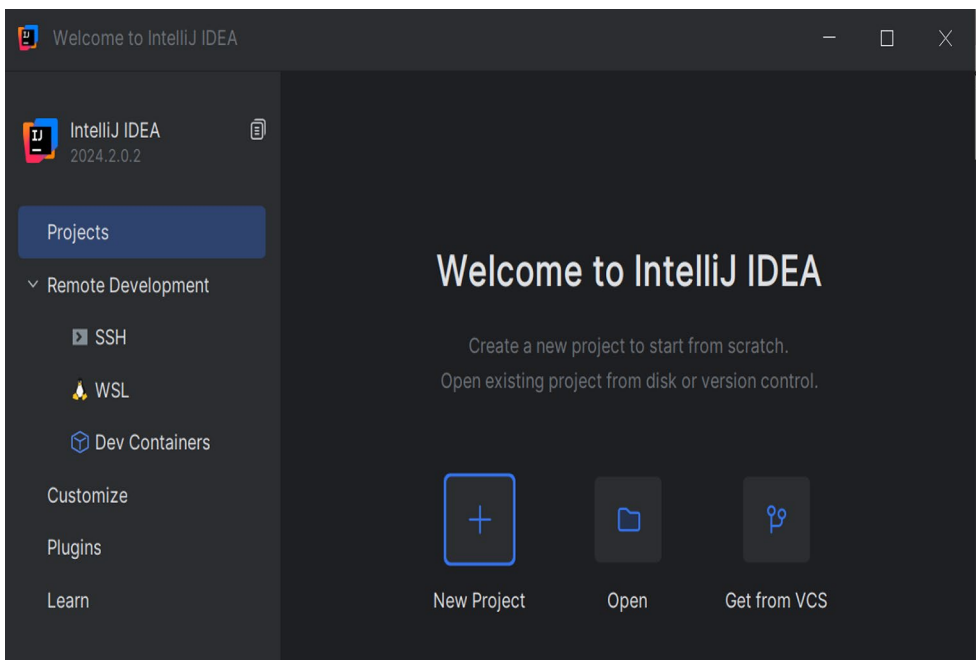 Welcome to IntelliJ IDEA
IJ
IntelliJ IDEA
2024.2.0.2
Projects
Remote Development
SSH
WSL
Dev Containers
Customize
Plugins
Learn
Welcome to IntelliJ IDEA
Create a new project to start from scratch.
Open existing project from disk or version control.
New Project
Open
Get from VCS